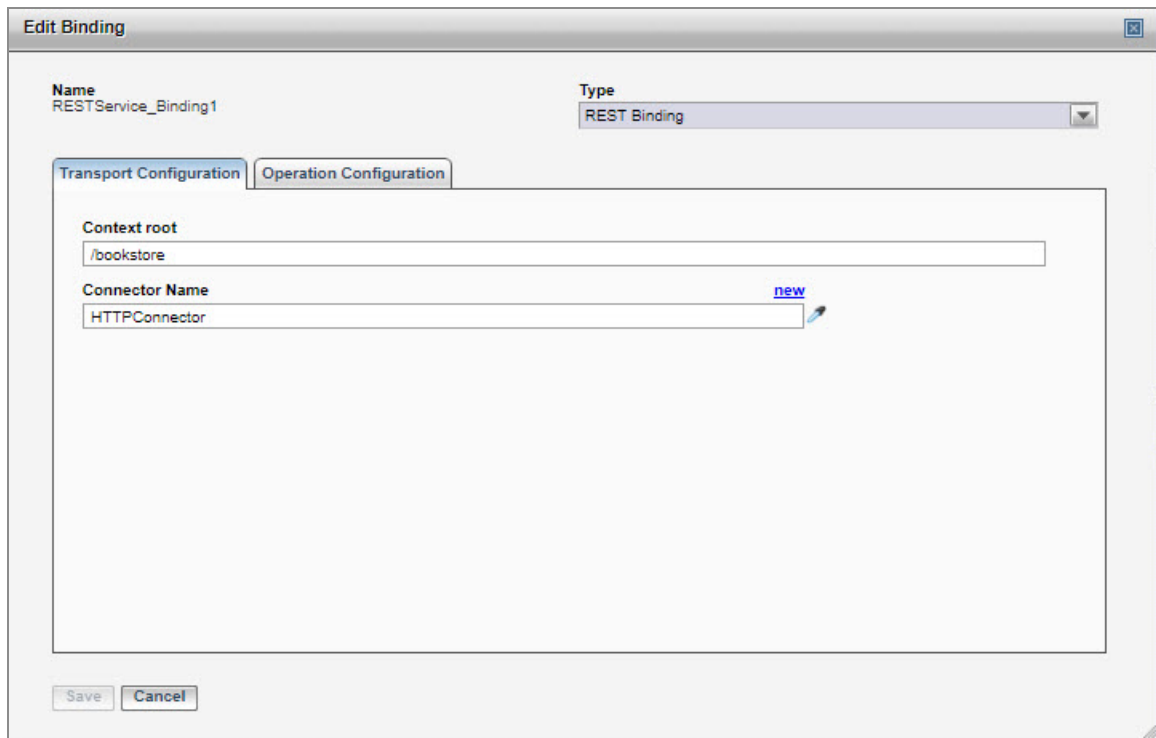 Edit Binding
Name
RESTService_Binding1
Type
REST Binding
Transport Configuration
Operation Configuration
Context root
/bookstore
Connector Name
new
HTTPConnector
Save
Cancel